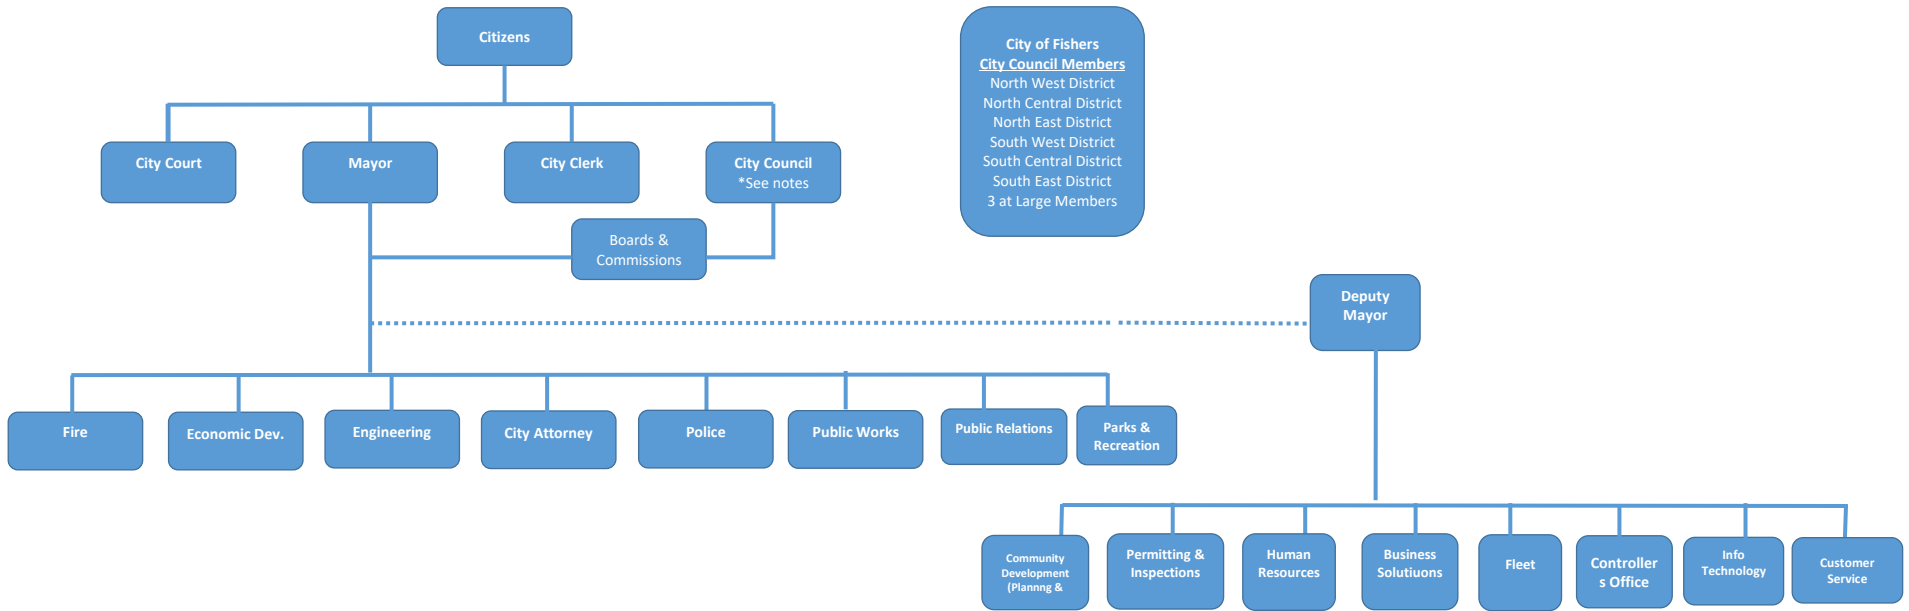 Citizens
City of Fishers
City Council Members
North West District
North Central District
North East District
South West District
South Central District
South East District
3 at Large Members
City Court
Mayor
City Clerk
City Council
*See notes
Boards &
Commissions
Deputy
Mayor
Fire
Economic Dev.
Engineering
City Attorney
Police
Public Works
Public Relations
Parks &
Recreation
Community
Development
(Plannng &
Permitting &
Inspections
Human
Resources
Business
Solutiuons
Fleet
Controller
s Office
Info
Technology
Customer
Service